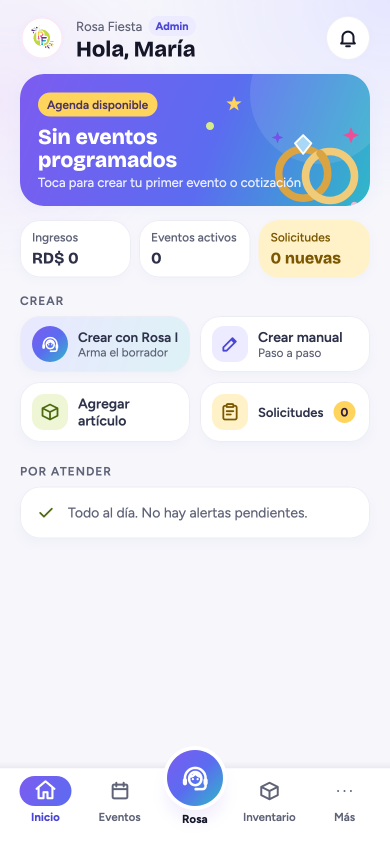 Rosa Fiesta Admin
Hola, María
Agenda disponible
Sin eventos
programados
Toca para crear tu primer evento o cotización
Ingresos
RD$ 0
Eventos activos
0
Solicitudes
0 nuevas
CREAR
Crear con Rosa I
Arma el borrador
Crear manual
Paso a paso
Agregar
artículo
Solicitudes 0
POR ATENDER
Todo al día. No hay alertas pendientes.
Inicio
Eventos
Rosa
Inventario
Más